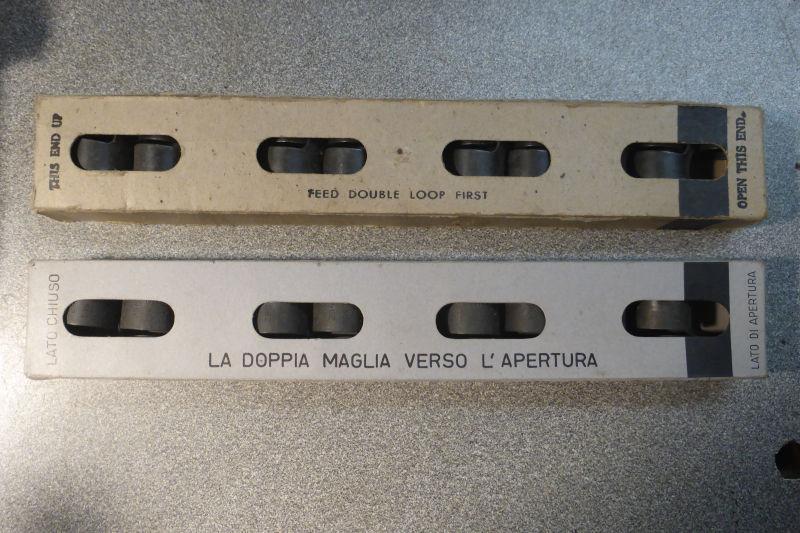 THIS END UP
FEED DOUBLE LOOP FIRST
OPEN THIS END.
LATO CHIUSO
LA DOPPIA MAGLIA VERSO L'APERTURA
LATO DI APERTURA